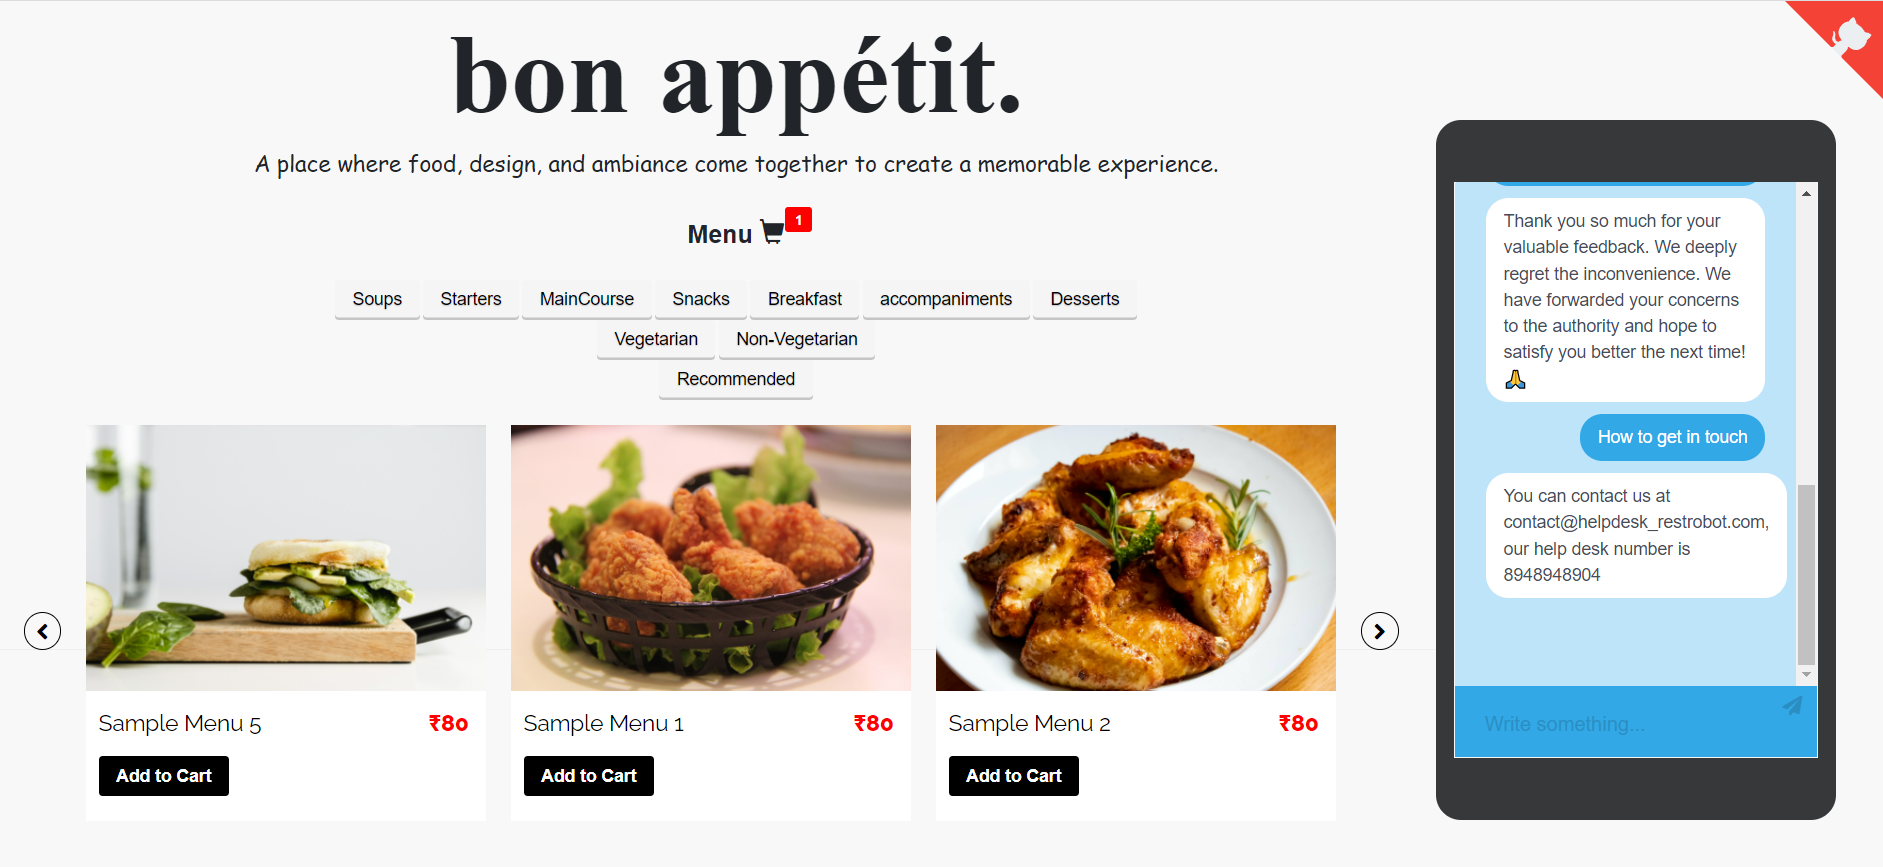 bon appétit.
A place where food, design, and ambiance come together to create a memorable experience.
Menu 1
Soups Starters MainCourse Snacks Breakfast accompaniments Desserts
Vegetarian Non-Vegetarian
Recommended
Sample Menu 5 ₹80
Add to Cart
Sample Menu 1 ₹80
Add to Cart
Sample Menu 2 ₹80
Add to Cart
Thank you so much for your
valuable feedback. We deeply
regret the inconvenience. We
have forwarded your concerns
to the authority and hope to
satisfy you better the next time!
🙏
How to get in touch
You can contact us at
contact@helpdesk_restrobot.com,
our help desk number is
8948948904
Write something...